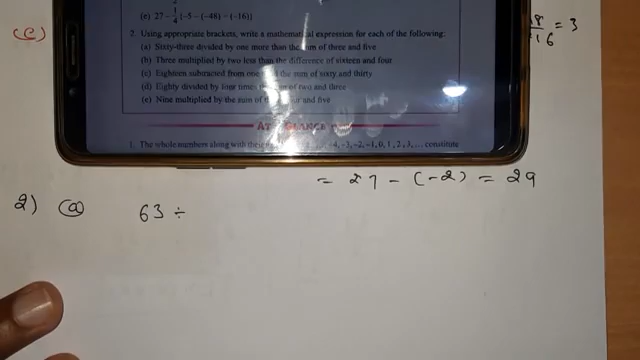 (c)
(e) 27 − 1/4 {−5 − (−48) ÷ (−16)}
2. Using appropriate brackets, write a mathematical expression for each of the following:
(a) Sixty-three divided by one more than the sum of three and five
(b) Three multiplied by two less than the difference of sixteen and four
(c) Eighteen subtracted from one the sum of sixty and thirty
(d) Eighty divided by four times of two and three
(e) Nine multiplied by the sum of and five
AT A GLANCE
1. The whole numbers along with the −4, −3, −2, −1, 0, 1, 2, 3, ... constitute
= 3
= 27 − (−2) = 29
2) (a) 63 ÷